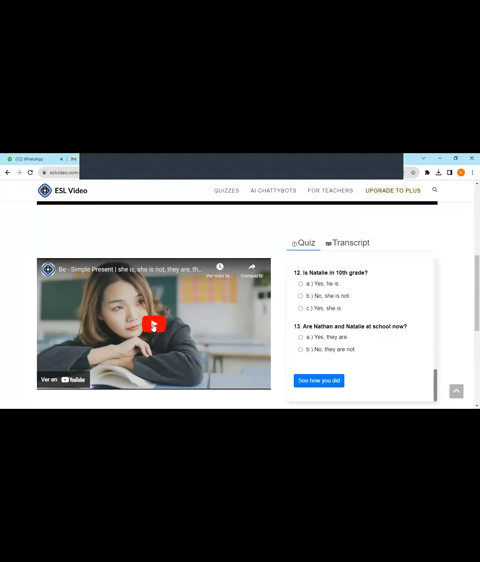 (12) WhatsApp
eslvideo.com
ESL Video
QUIZZES
AI CHATTYBOTS
FOR TEACHERS
UPGRADE TO PLUS
Quiz
Transcript
Be - Simple Present | she is, she is not, they are, th...
Ver más ta...
Compartir
Ver en YouTube
12. Is Natalie in 10th grade?
a.) Yes, he is.
b.) No, she is not.
c.) Yes, she is
13. Are Nathan and Natalie at school now?
a.) Yes, they are
b.) No, they are not
See how you did